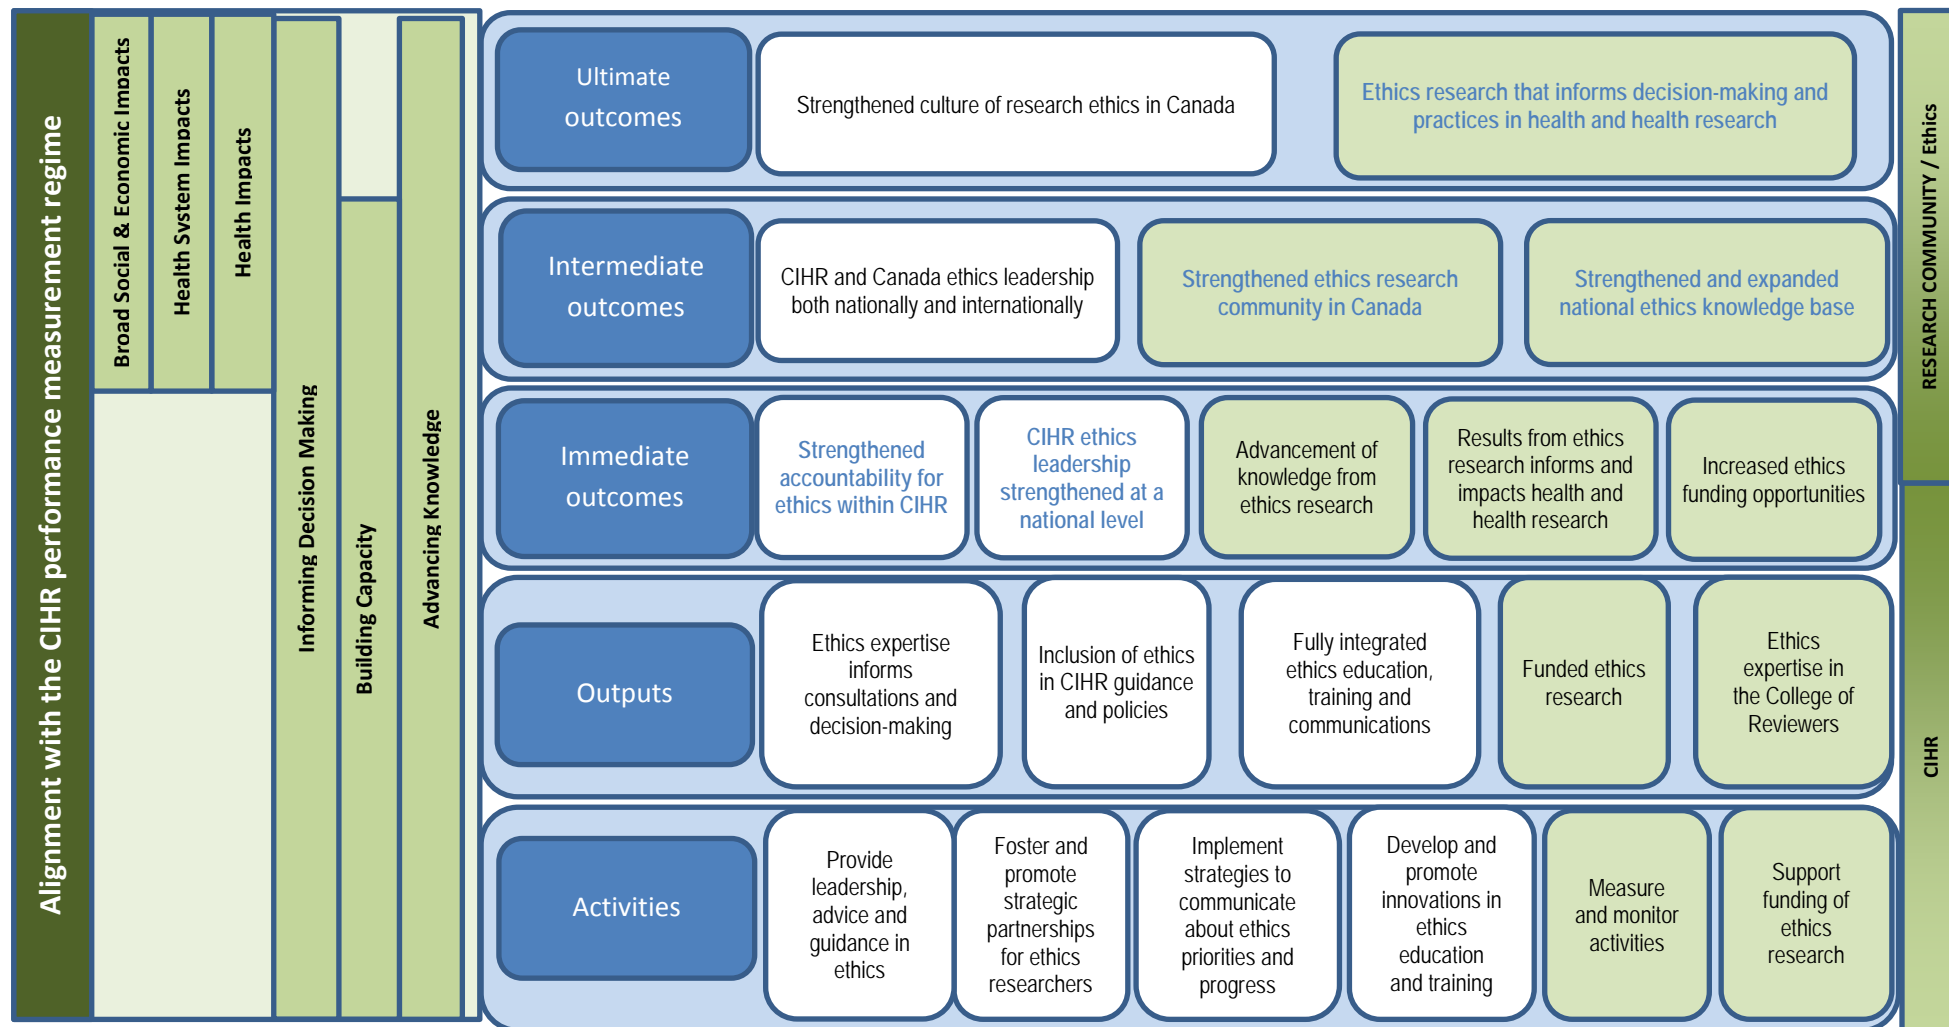 Alignment with the CIHR performance measurement regime
Broad Social & Economic Impacts
Health System Impacts
Health Impacts
Informing Decision Making
Building Capacity
Advancing Knowledge
Ultimate
outcomes
Strengthened culture of research ethics in Canada
Ethics research that informs decision-making and
practices in health and health research
Intermediate
outcomes
CIHR and Canada ethics leadership
both nationally and internationally
Strengthened ethics research
community in Canada
Strengthened and expanded
national ethics knowledge base
Immediate
outcomes
Strengthened
accountability for
ethics within CIHR
CIHR ethics
leadership
strengthened at a
national level
Advancement of
knowledge from
ethics research
Results from ethics
research informs and
impacts health and
health research
Increased ethics
funding opportunities
Outputs
Ethics expertise
informs
consultations and
decision-making
Inclusion of ethics
in CIHR guidance
and policies
Fully integrated
ethics education,
training and
communications
Funded ethics
research
Ethics
expertise in
the College of
Reviewers
Activities
Provide
leadership,
advice and
guidance in
ethics
Foster and
promote
strategic
partnerships
for ethics
researchers
Implement
strategies to
communicate
about ethics
priorities and
progress
Develop and
promote
innovations in
ethics
education
and training
Measure
and monitor
activities
Support
funding of
ethics
research
RESEARCH COMMUNITY / Ethics
CIHR